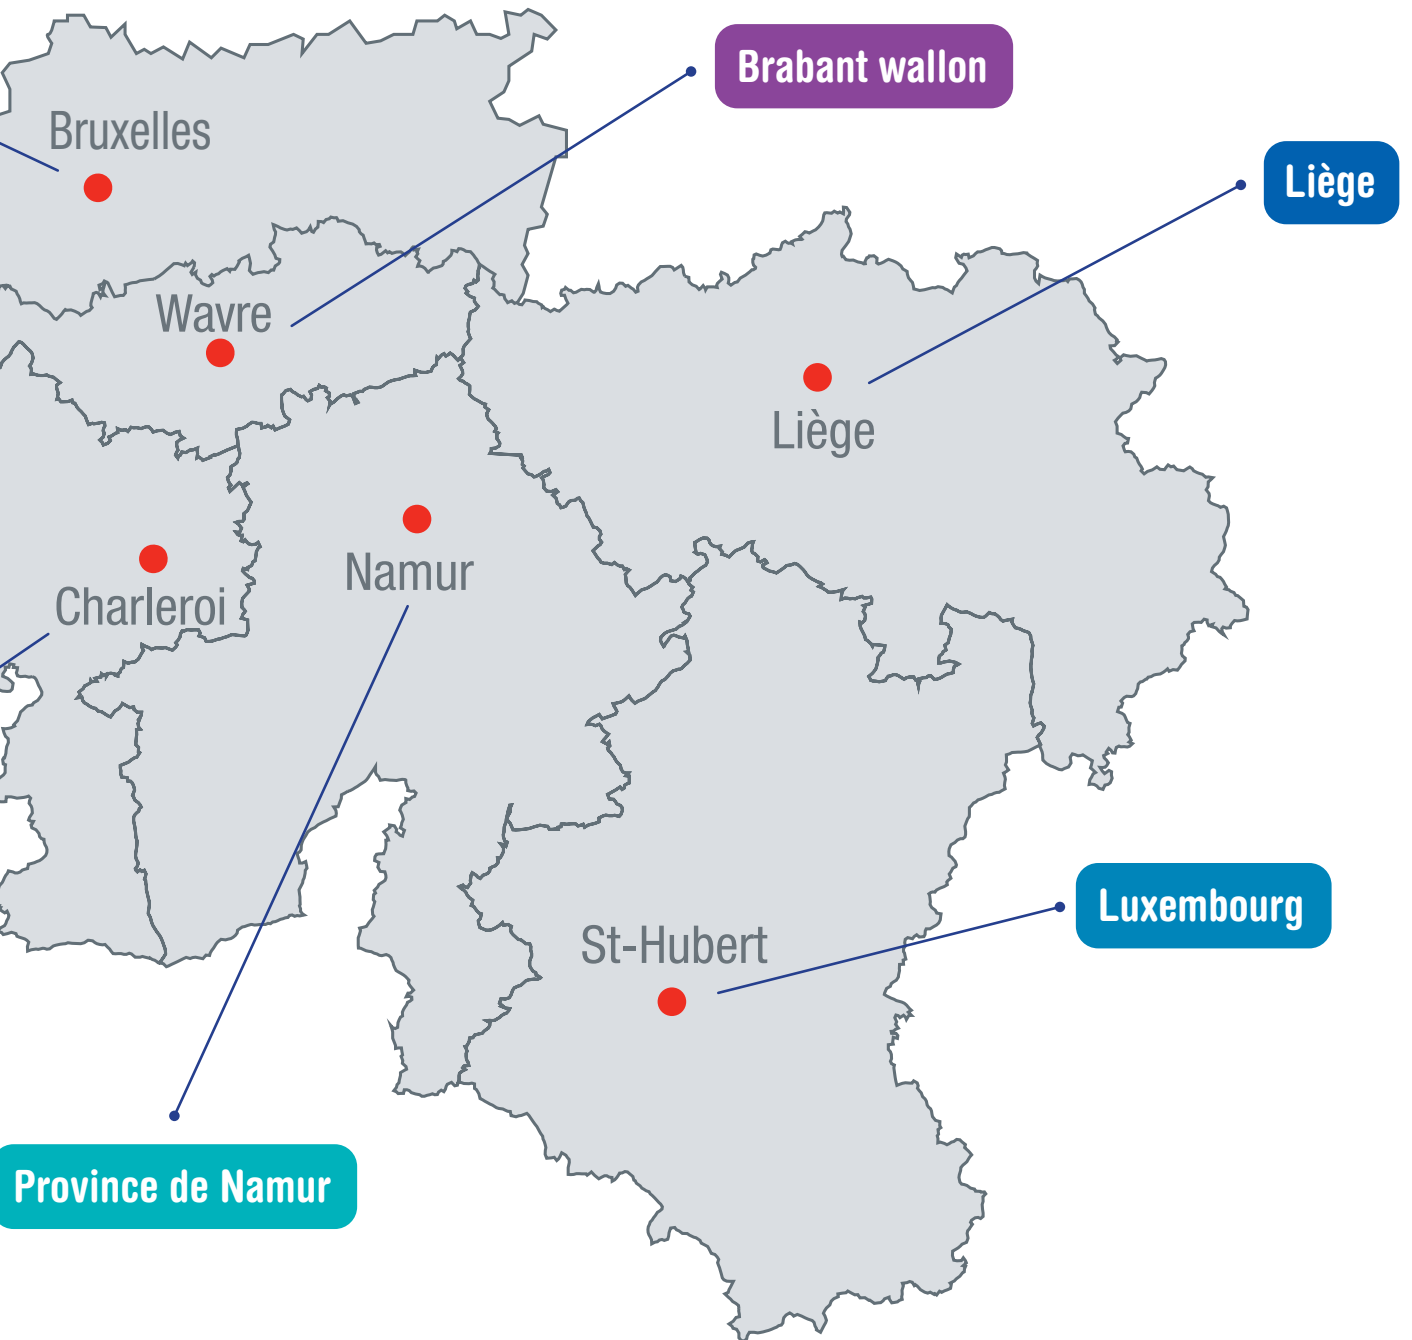 Brabant wallon
Bruxelles
Liège
Wavre
Liège
Namur
Charleroi
Luxembourg
St-Hubert
Province de Namur